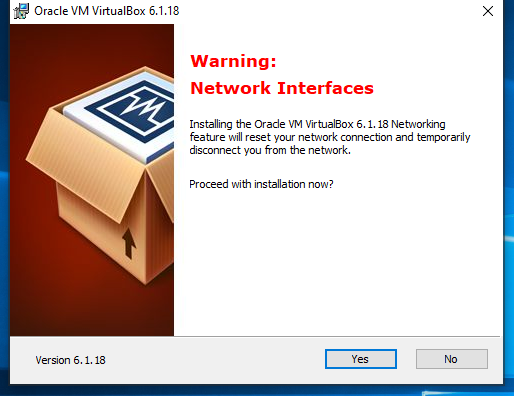 Oracle VM VirtualBox 6.1.18
Warning:
Network Interfaces
Installing the Oracle VM VirtualBox 6.1.18 Networking
feature will reset your network connection and temporarily
disconnect you from the network.
Proceed with installation now?
Version 6.1.18
Yes
No